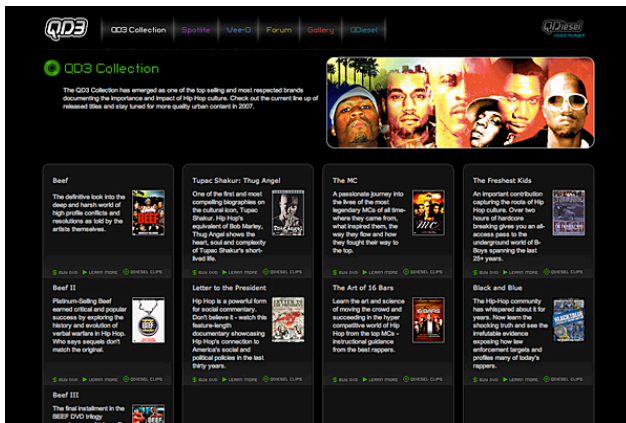 QD3
QD3 Collection
Spotlite
Vee-O
Forum
Gallery
QDiesel
QDiesel
VIDEO PLAYER
QD3 Collection
The QD3 Collection has emerged as one of the top selling and most respected brands
documenting the importance and impact of Hip Hop culture. Check out the current line up of
released titles and stay tuned for more quality urban content in 2007.
Beef
The definitive look into the
deep and harsh world of
high profile conflicts and
resolutions as told by the
artists themselves.
BEEF
$ BUY DVD
LEARN MORE
QDIESEL CLIPS
Tupac Shakur: Thug Angel
One of the first and most
compelling biographies on
the cultural icon, Tupac
Shakur. Hip Hop's
equivalent of Bob Marley,
Thug Angel shows the
heart, soul and complexity
of Tupac Shakur's short-
lived life.
$ BUY DVD
LEARN MORE
QDIESEL CLIPS
The MC
A passionate journey into
the lives of the most
legendary MCs of all time-
where they came from,
what inspired them, the
way they flow and how
they fought their way to
the top.
MC
$ BUY DVD
LEARN MORE
QDIESEL CLIPS
The Freshest Kids
An important contribution
capturing the roots of Hip
Hop culture. Over two
hours of hardcore
breaking gives you an all-
access pass to the
underground world of B-
Boys spanning the last
25+ years.
$ BUY DVD
LEARN MORE
QDIESEL CLIPS
Beef II
Platinum-Selling Beef
earned critical and popular
success by exploring the
history and evolution of
verbal warfare in Hip Hop.
Who says sequels don't
match the original.
$ BUY DVD
LEARN MORE
QDIESEL CLIPS
Letter to the President
Hip Hop is a powerful form
for social commentary.
Don't believe it - watch this
feature-length
documentary showcasing
Hip Hop's connection to
America's social and
political policies in the last
thirty years.
LETTER TO
$ BUY DVD
LEARN MORE
QDIESEL CLIPS
The Art of 16 Bars
Learn the art and science
of moving the crowd and
succeeding in the hyper
competitive world of Hip
Hop from the top MCs -
instructional guidance
from the best rappers.
16 BARS
$ BUY DVD
LEARN MORE
QDIESEL CLIPS
Black and Blue
The Hip-Hop community
has whispered about it for
years. Now learn the
shocking truth and see the
irrefutable evidence
exposing how law
enforcement targets and
profiles many of today's
rappers.
BLACK & BLUE
$ BUY DVD
LEARN MORE
QDIESEL CLIPS
Beef III
The final installment in the
BEEF DVD trilogy